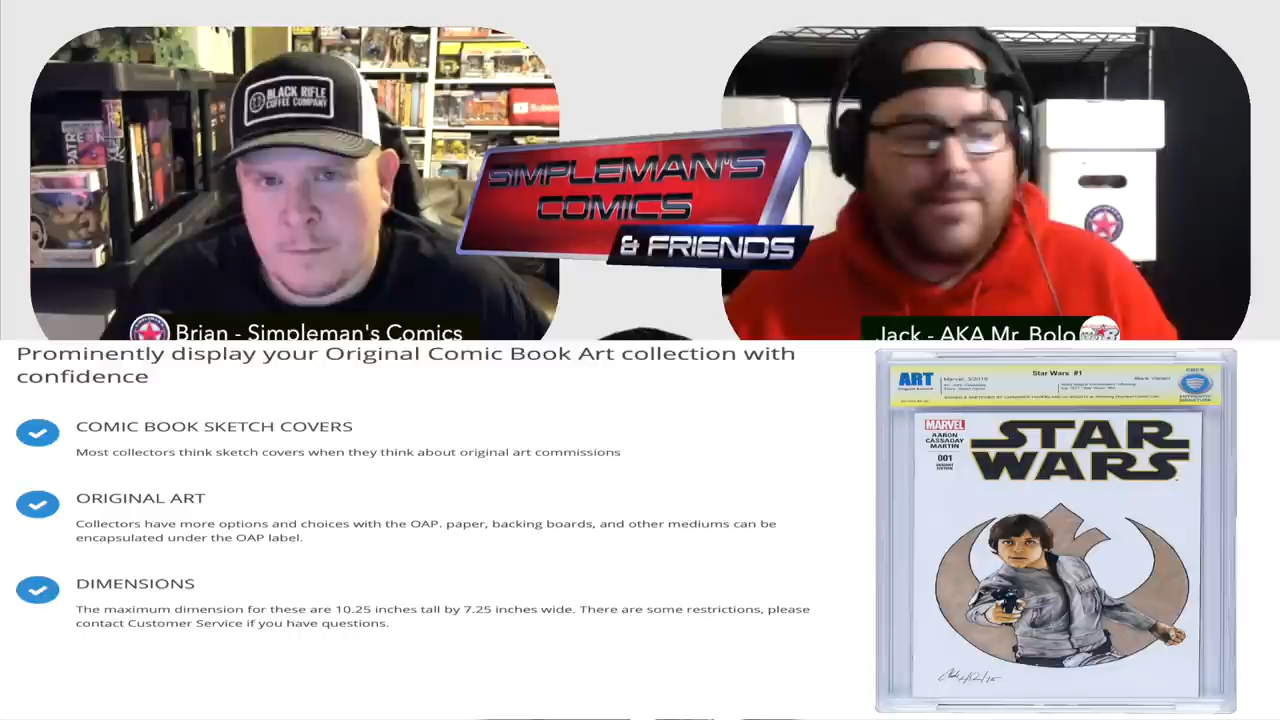 BLACK RIFLE
COFFEE COMPANY
SIMPLEMAN'S
COMICS
& FRIENDS
Brian - Simpleman's Comics
Jack - AKA Mr. Bolo
Prominently display your Original Comic Book Art collection with
confidence
COMIC BOOK SKETCH COVERS
Most collectors think sketch covers when they think about original art commissions
ORIGINAL ART
Collectors have more options and choices with the OAP. paper, backing boards, and other mediums can be
encapsulated under the OAP label.
DIMENSIONS
The maximum dimension for these are 10.25 inches tall by 7.25 inches wide. There are some restrictions, please
contact Customer Service if you have questions.
ART
Star Wars #1
MARVEL
AARON
CASSADAY
MARTIN
001
VARIANT
EDITION
STAR
WARS